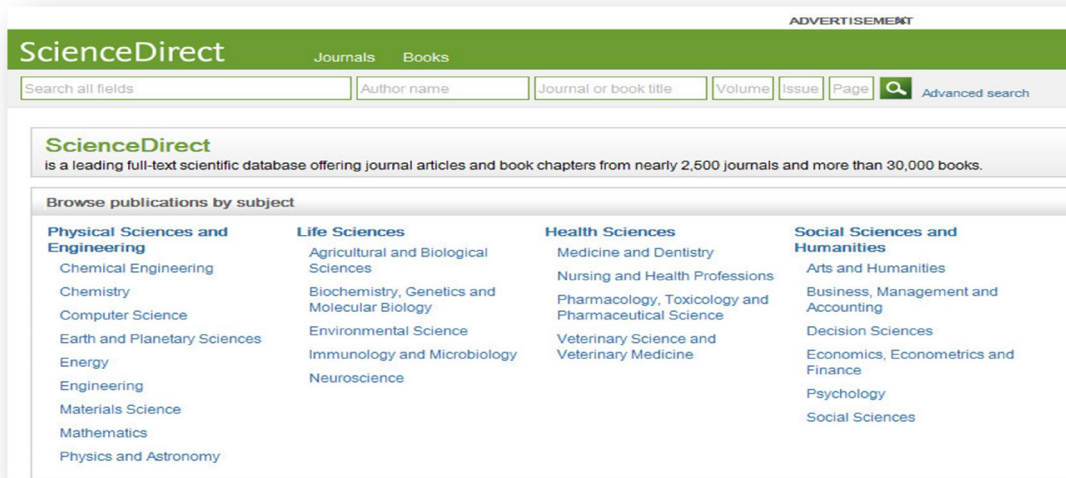 ADVERTISEMENT
ScienceDirect Journals Books
Search all fields Author name Journal or book title Volume Issue Page Advanced search
ScienceDirect
is a leading full-text scientific database offering journal articles and book chapters from nearly 2,500 journals and more than 30,000 books.
Browse publications by subject
Physical Sciences and
Engineering
Chemical Engineering
Chemistry
Computer Science
Earth and Planetary Sciences
Energy
Engineering
Materials Science
Mathematics
Physics and Astronomy
Life Sciences
Agricultural and Biological
Sciences
Biochemistry, Genetics and
Molecular Biology
Environmental Science
Immunology and Microbiology
Neuroscience
Health Sciences
Medicine and Dentistry
Nursing and Health Professions
Pharmacology, Toxicology and
Pharmaceutical Science
Veterinary Science and
Veterinary Medicine
Social Sciences and
Humanities
Arts and Humanities
Business, Management and
Accounting
Decision Sciences
Economics, Econometrics and
Finance
Psychology
Social Sciences